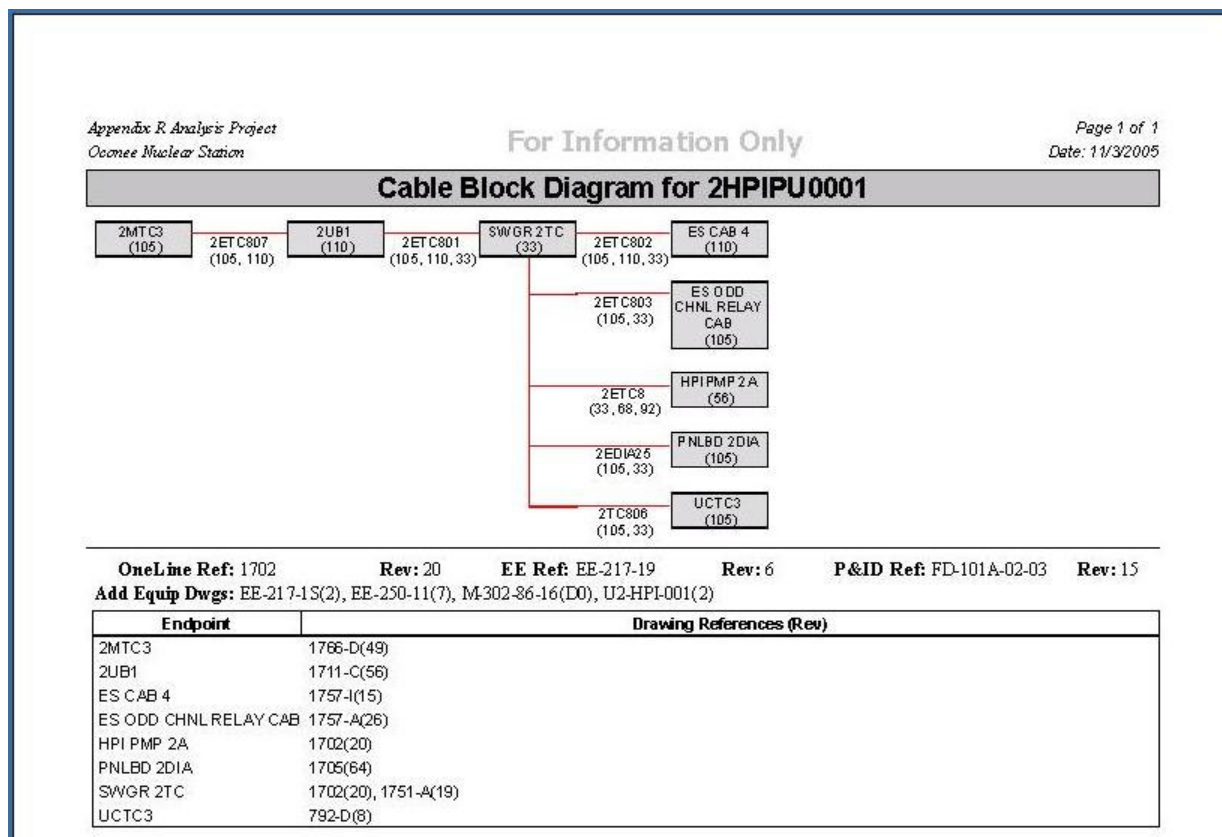 Appendix R Analysis Project
Oconee Nuclear Station
For Information Only
Page 1 of 1
Date: 11/3/2005
Cable Block Diagram for 2HPIPU0001
2MTC3
(105)
2ETC807
(105, 110)
2UB1
(110)
2ETC801
(105, 110, 33)
SWGR 2TC
(33)
2ETC802
(105, 110, 33)
ES CAB 4
(110)
2ETC803
(105, 33)
ES ODD
CHNL RELAY
CAB
(105)
2ETC8
(33, 68, 92)
HPI PMP 2A
(56)
2EDIA25
(105, 33)
PNLBD 2DIA
(105)
2TC806
(105, 33)
UCTC3
(105)
OneLine Ref: 1702 Rev: 20 EE Ref: EE-217-19 Rev: 6 P&ID Ref: FD-101A-02-03 Rev: 15
Add Equip Dwgs: EE-217-1S(2), EE-250-11(7), M-302-86-16(D0), U2-HPI-001(2)
Endpoint Drawing References (Rev)
2MTC3 1766-D(49)
2UB1 1711-C(56)
ES CAB 4 1757-I(15)
ES ODD CHNL RELAY CAB 1757-A(26)
HPI PMP 2A 1702(20)
PNLBD 2DIA 1705(64)
SWGR 2TC 1702(20), 1751-A(19)
UCTC3 792-D(8)